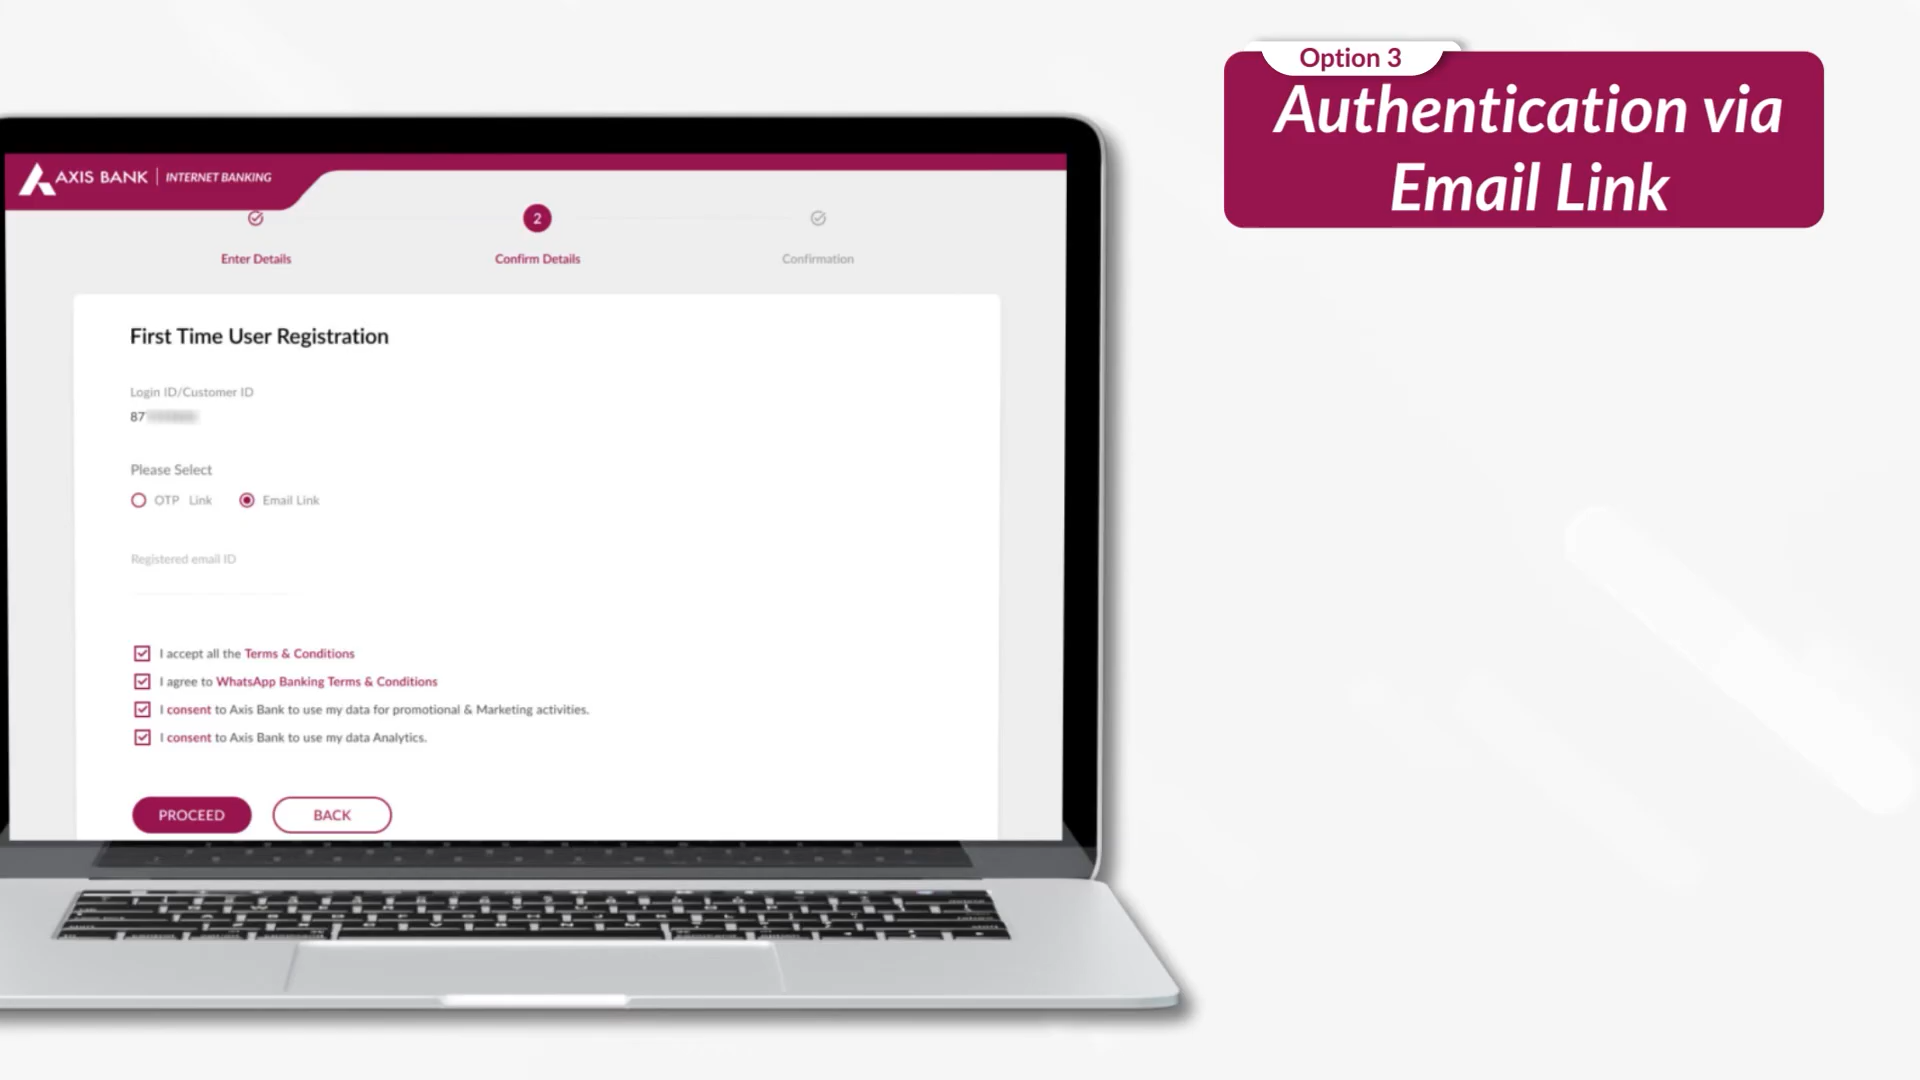 Option 3
Authentication via
Email Link
AXIS BANK | INTERNET BANKING
2
Enter Details
Confirm Details
Confirmation
First Time User Registration
Login ID/Customer ID
87
Please Select
OTP Link
Email Link
Registered email ID
I accept all the Terms & Conditions
I agree to WhatsApp Banking Terms & Conditions
I consent to Axis Bank to use my data for promotional & Marketing activities.
I consent to Axis Bank to use my data Analytics.
PROCEED
BACK